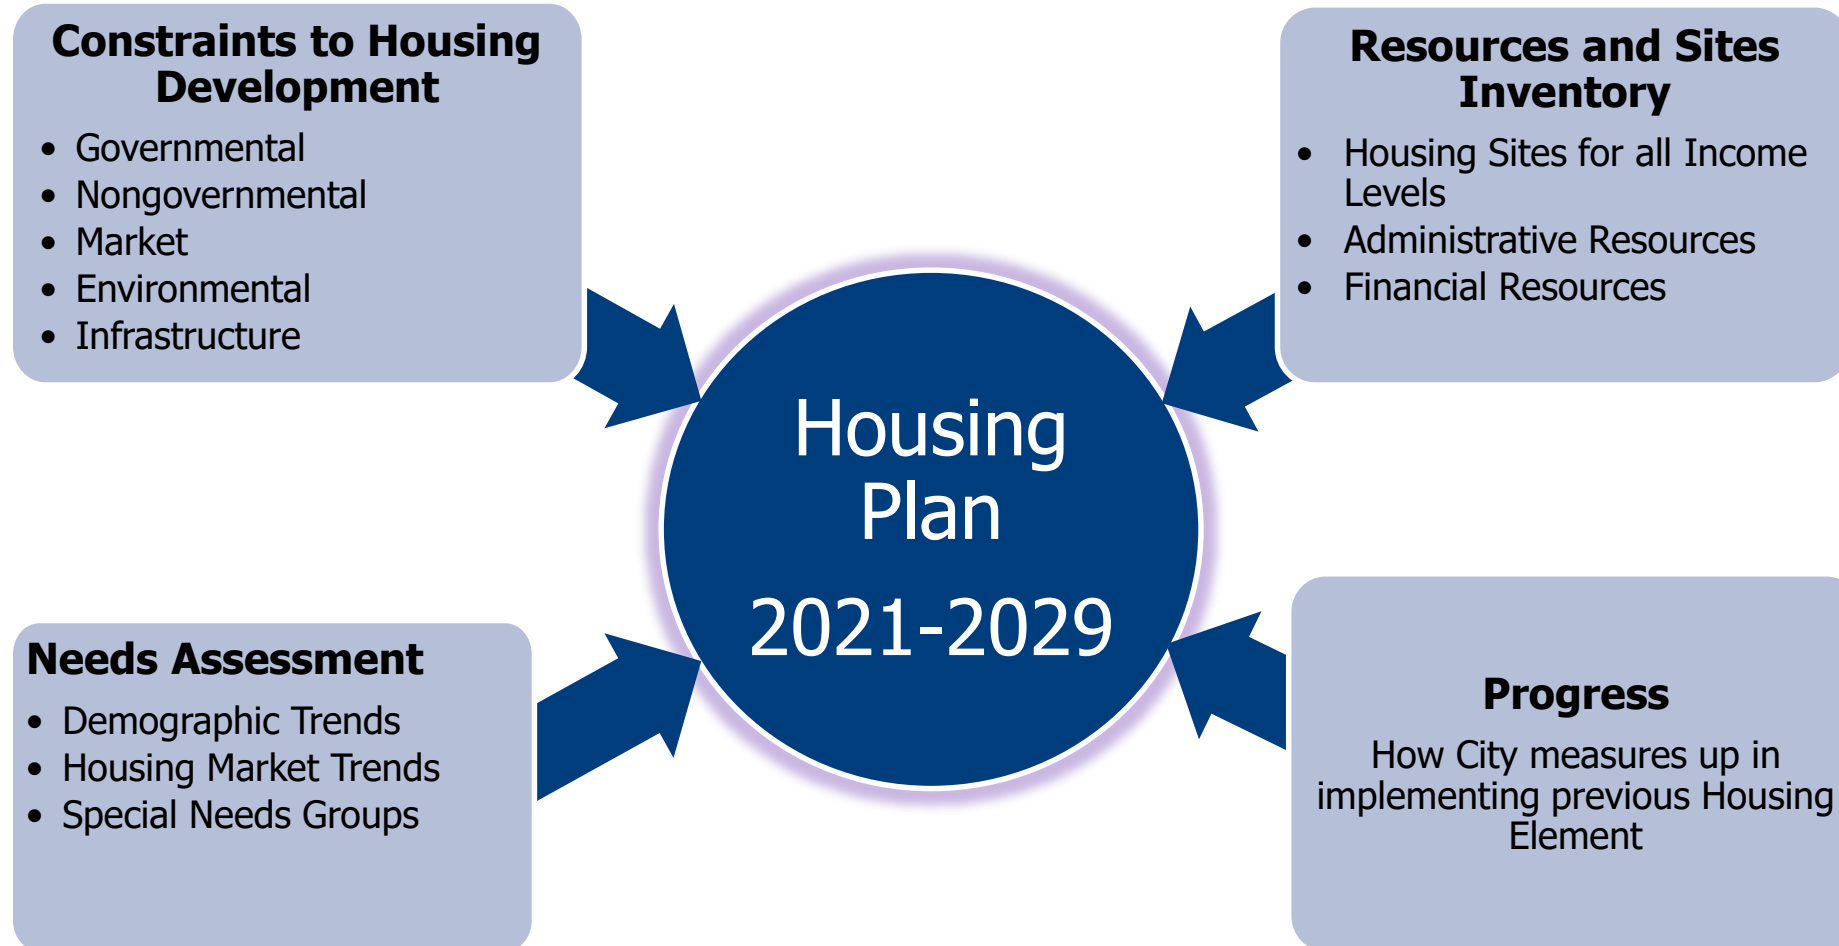 Constraints to Housing
Development
• Governmental
• Nongovernmental
• Market
• Environmental
• Infrastructure
Resources and Sites
Inventory
• Housing Sites for all Income
Levels
• Administrative Resources
• Financial Resources
Housing
Plan
2021-2029
Needs Assessment
• Demographic Trends
• Housing Market Trends
• Special Needs Groups
Progress
How City measures up in
implementing previous Housing
Element